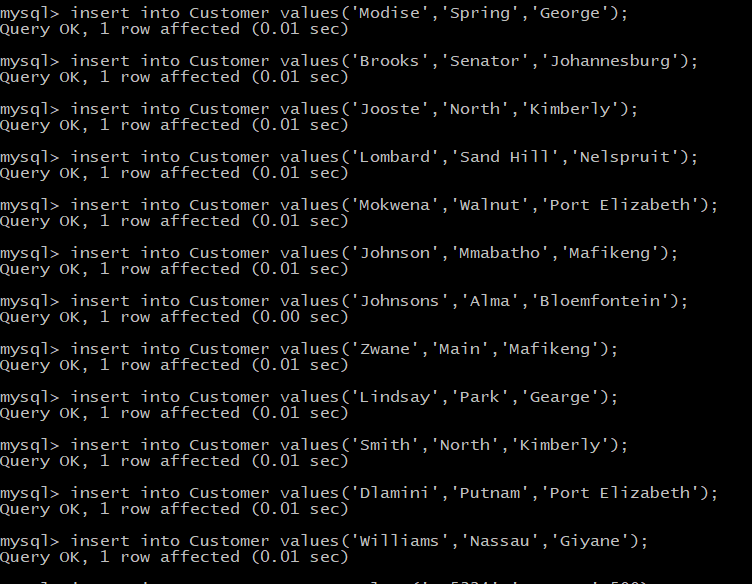 mysql> insert into Customer values('Modise','Spring','George');
Query OK, 1 row affected (0.01 sec)
mysql> insert into Customer values('Brooks','Senator','Johannesburg');
Query OK, 1 row affected (0.01 sec)
mysql> insert into Customer values('Jooste','North','Kimberly');
Query OK, 1 row affected (0.01 sec)
mysql> insert into Customer values('Lombard','Sand Hill','Nelspruit');
Query OK, 1 row affected (0.01 sec)
mysql> insert into Customer values('Mokwena','Walnut','Port Elizabeth');
Query OK, 1 row affected (0.01 sec)
mysql> insert into Customer values('Johnson','Mmabatho','Mafikeng');
Query OK, 1 row affected (0.01 sec)
mysql> insert into Customer values('Johnsons','Alma','Bloemfontein');
Query OK, 1 row affected (0.00 sec)
mysql> insert into Customer values('Zwane','Main','Mafikeng');
Query OK, 1 row affected (0.01 sec)
mysql> insert into Customer values('Lindsay','Park','Gearge');
Query OK, 1 row affected (0.01 sec)
mysql> insert into Customer values('Smith','North','Kimberly');
Query OK, 1 row affected (0.01 sec)
mysql> insert into Customer values('Dlamini','Putnam','Port Elizabeth');
Query OK, 1 row affected (0.01 sec)
mysql> insert into Customer values('Williams','Nassau','Giyane');
Query OK, 1 row affected (0.01 sec)